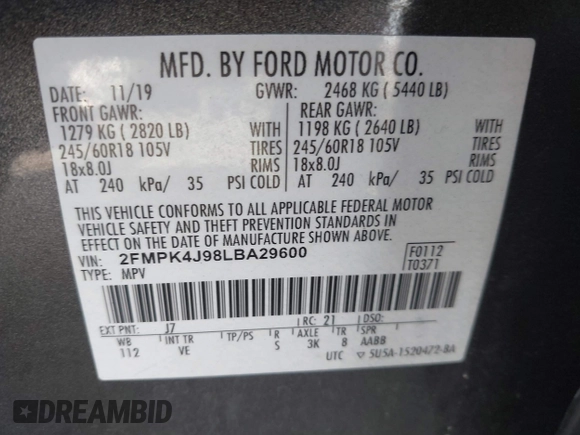 MFD. BY FORD MOTOR CO.
DATE: 11/19 GVWR: 2468 KG ( 5440 LB)
FRONT GAWR: REAR GAWR:
1279 KG ( 2820 LB) WITH 1198 KG ( 2640 LB) WITH
245/60R18 105V TIRES 245/60R18 105V TIRES
18x8.0J RIMS 18x8.0J RIMS
AT 240 kPa/ 35 PSI COLD AT 240 kPa/ 35 PSI COLD
THIS VEHICLE CONFORMS TO ALL APPLICABLE FEDERAL MOTOR
VEHICLE SAFETY AND THEFT PREVENTION STANDARDS IN
EFFECT ON THE DATE OF MANUFACTURE SHOWN ABOVE.
VIN: 2FMPK4J98LBA29600 F0112
TYPE: MPV T0371
EXT PNT: J7 RC: 21 DSO:
WB INT TR TP/PS R AXLE TR SPR
112 VE S 3K 8 AABB
UTC ▽ 5U5A-1520472-BA
DREAMBID